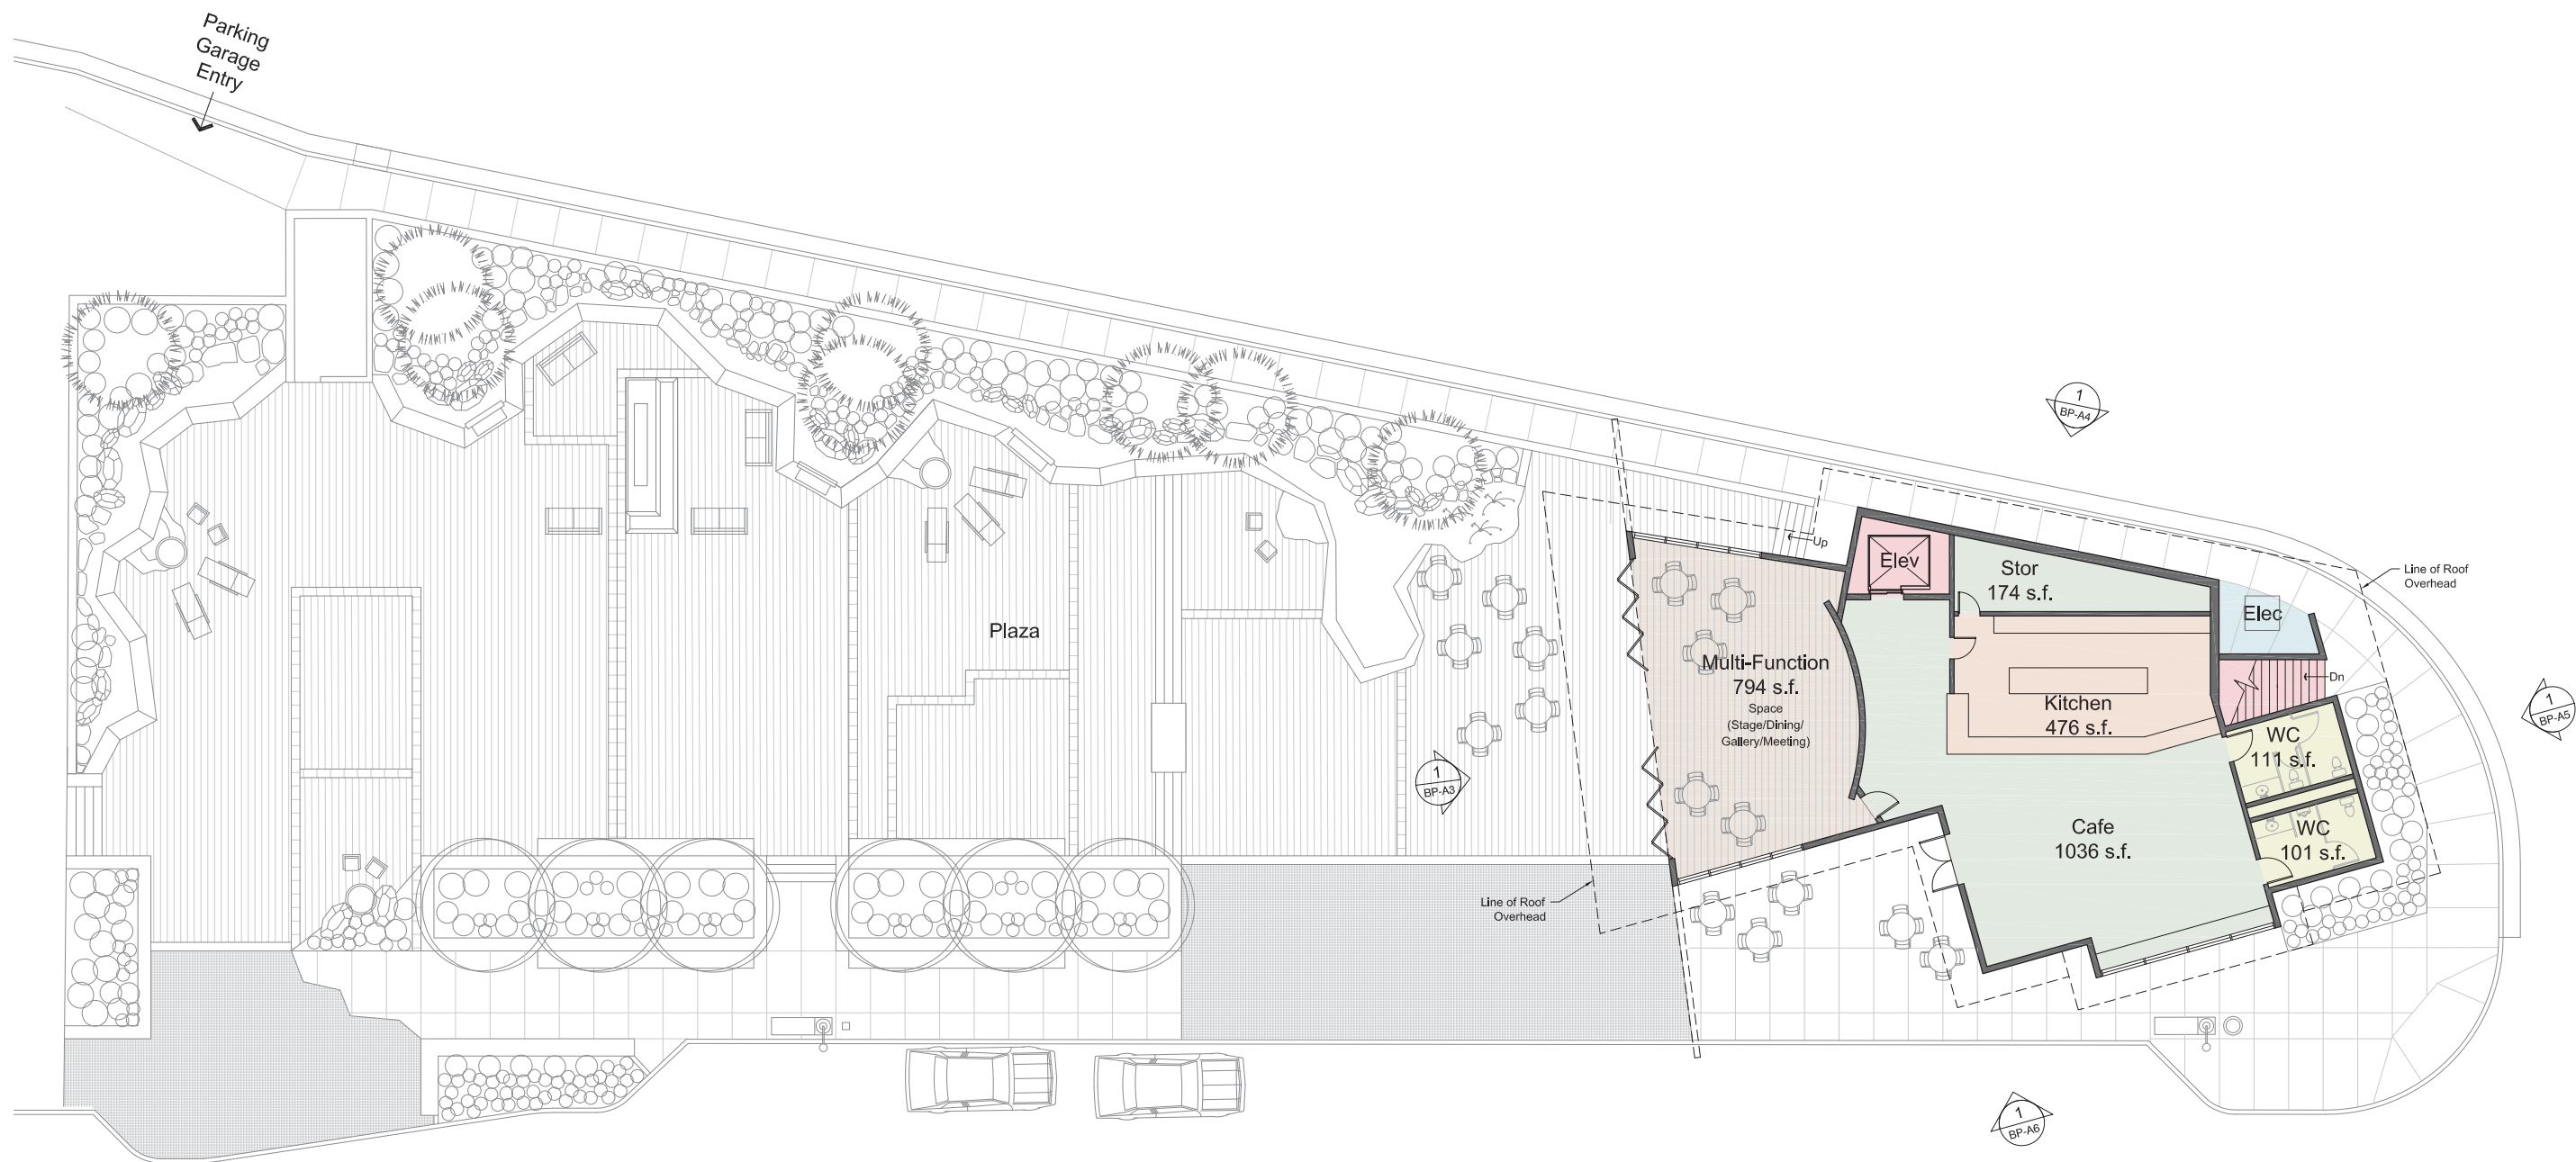 Parking
Garage
Entry
1
BP-A4
Up
Elev
Stor
174 s.f.
Line of Roof
Overhead
Elec
Plaza
Multi-Function
794 s.f.
Space
(Stage/Dining/
Gallery/Meeting)
Dn
Kitchen
476 s.f.
1
BP-A5
WC
111 s.f.
1
BP-A3
Cafe
1036 s.f.
WC
101 s.f.
Line of Roof
Overhead
1
BP-A6